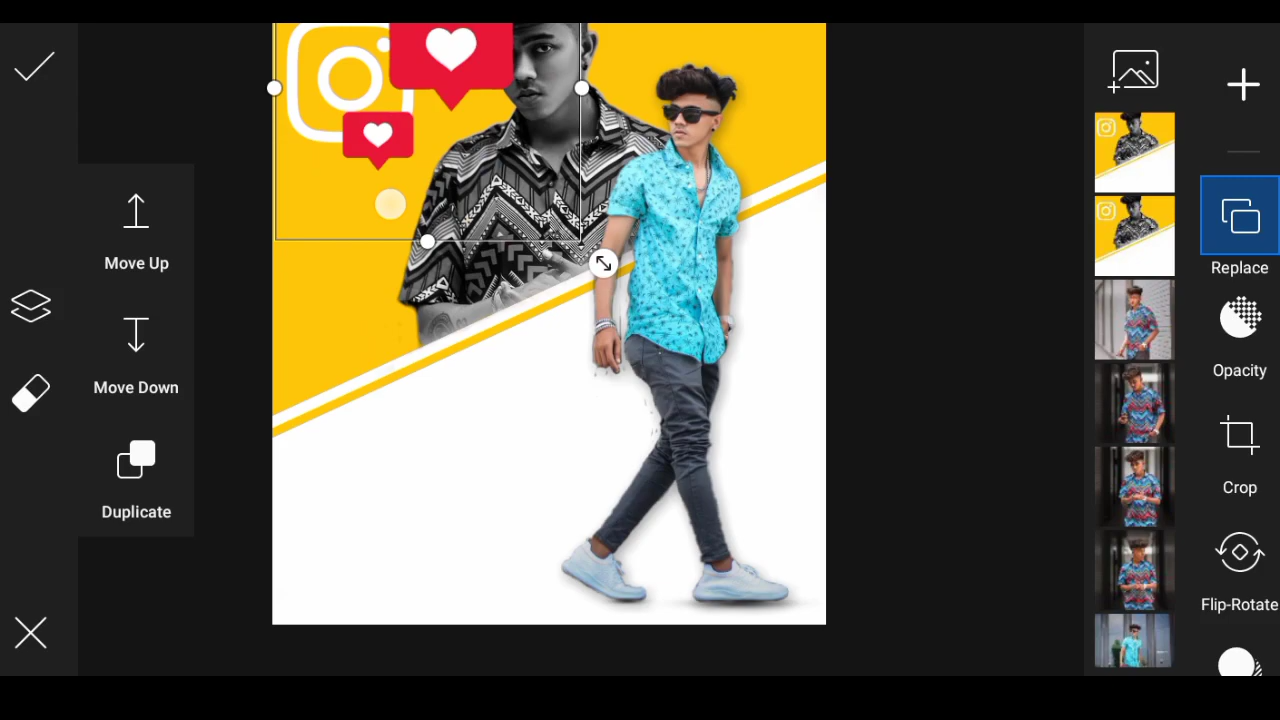 Move Up
Move Down
Duplicate
Replace
Opacity
Crop
Flip-Rotate